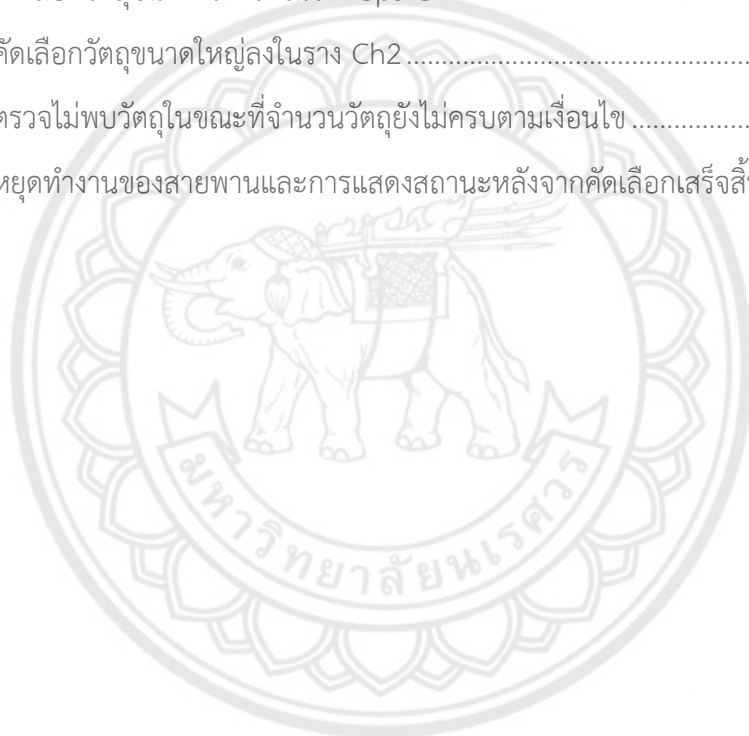 คัดเลือกวัตถุขนาดใหญ่ลงในราง Ch2
ตรวจไม่พบวัตถุในขณะที่จำนวนวัตถุยังไม่ครบตามเงื่อนไข
หยุดทำงานของสายพานและการแสดงสถานะหลังจากคัดเลือกเสร็จสิ้น
มหาวิทยาลัยนเรศวร